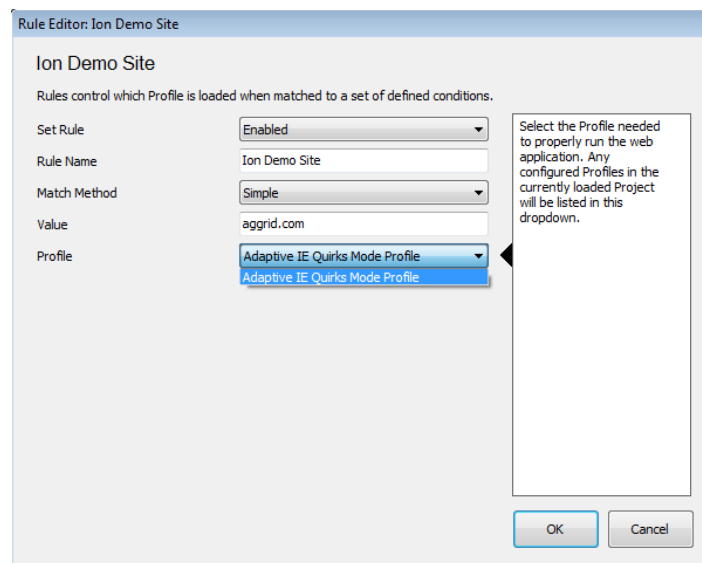 Rule Editor: Ion Demo Site
Ion Demo Site
Rules control which Profile is loaded when matched to a set of defined conditions.
Set Rule
Enabled
Rule Name
Ion Demo Site
Match Method
Simple
Value
aggrid.com
Profile
Adaptive IE Quirks Mode Profile
Adaptive IE Quirks Mode Profile
Select the Profile needed
to properly run the web
application. Any
configured Profiles in the
currently loaded Project
will be listed in this
dropdown.
OK
Cancel